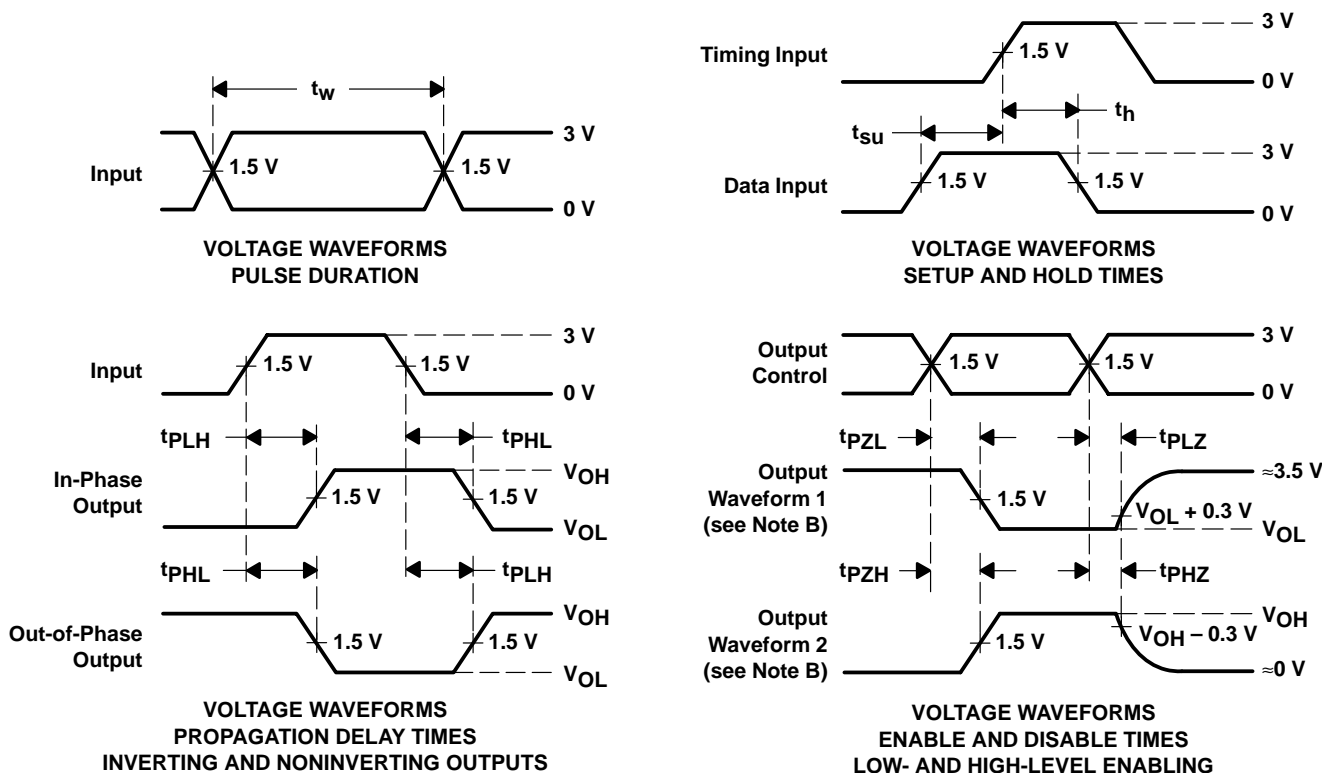 tw
3 V
Input
1.5 V
1.5 V
0 V
VOLTAGE WAVEFORMS
PULSE DURATION
3 V
Timing Input
1.5 V
0 V
th
tsu
3 V
Data Input
1.5 V
1.5 V
0 V
VOLTAGE WAVEFORMS
SETUP AND HOLD TIMES
3 V
Input
1.5 V
1.5 V
0 V
tPLH
tPHL
In-Phase
Output
VOH
1.5 V
1.5 V
VOL
tPHL
tPLH
Out-of-Phase
Output
VOH
1.5 V
1.5 V
VOL
VOLTAGE WAVEFORMS
PROPAGATION DELAY TIMES
INVERTING AND NONINVERTING OUTPUTS
3 V
Output
Control
1.5 V
1.5 V
0 V
tPZL
tPLZ
Output
Waveform 1
(see Note B)
≈3.5 V
1.5 V
VOL + 0.3 V
VOL
tPZH
tPHZ
Output
Waveform 2
(see Note B)
VOH
1.5 V
VOH − 0.3 V
≈0 V
VOLTAGE WAVEFORMS
ENABLE AND DISABLE TIMES
LOW- AND HIGH-LEVEL ENABLING